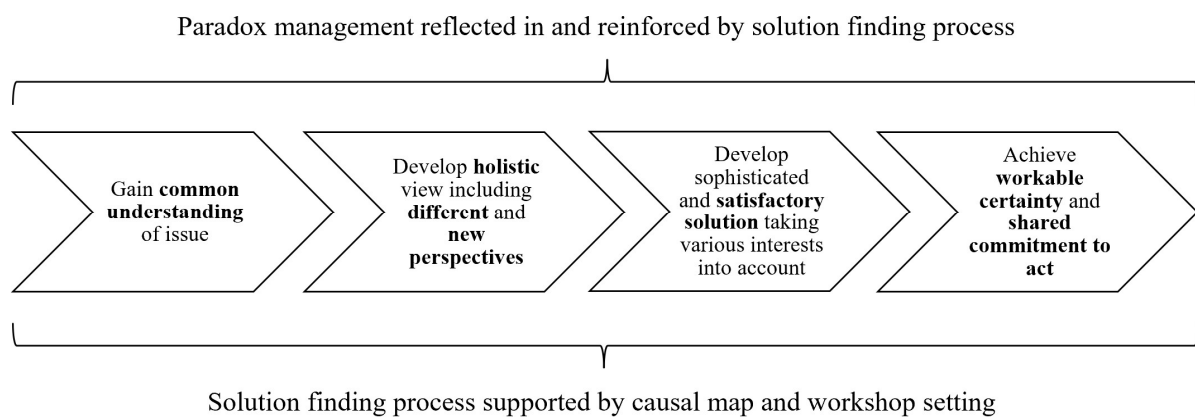 Paradox management reflected in and reinforced by solution finding process
Gain common
understanding
of issue
Develop holistic
view including
different and
new
perspectives
Develop
sophisticated
and satisfactory
solution taking
various interests
into account
Achieve
workable
certainty and
shared
commitment to
act
Solution finding process supported by causal map and workshop setting